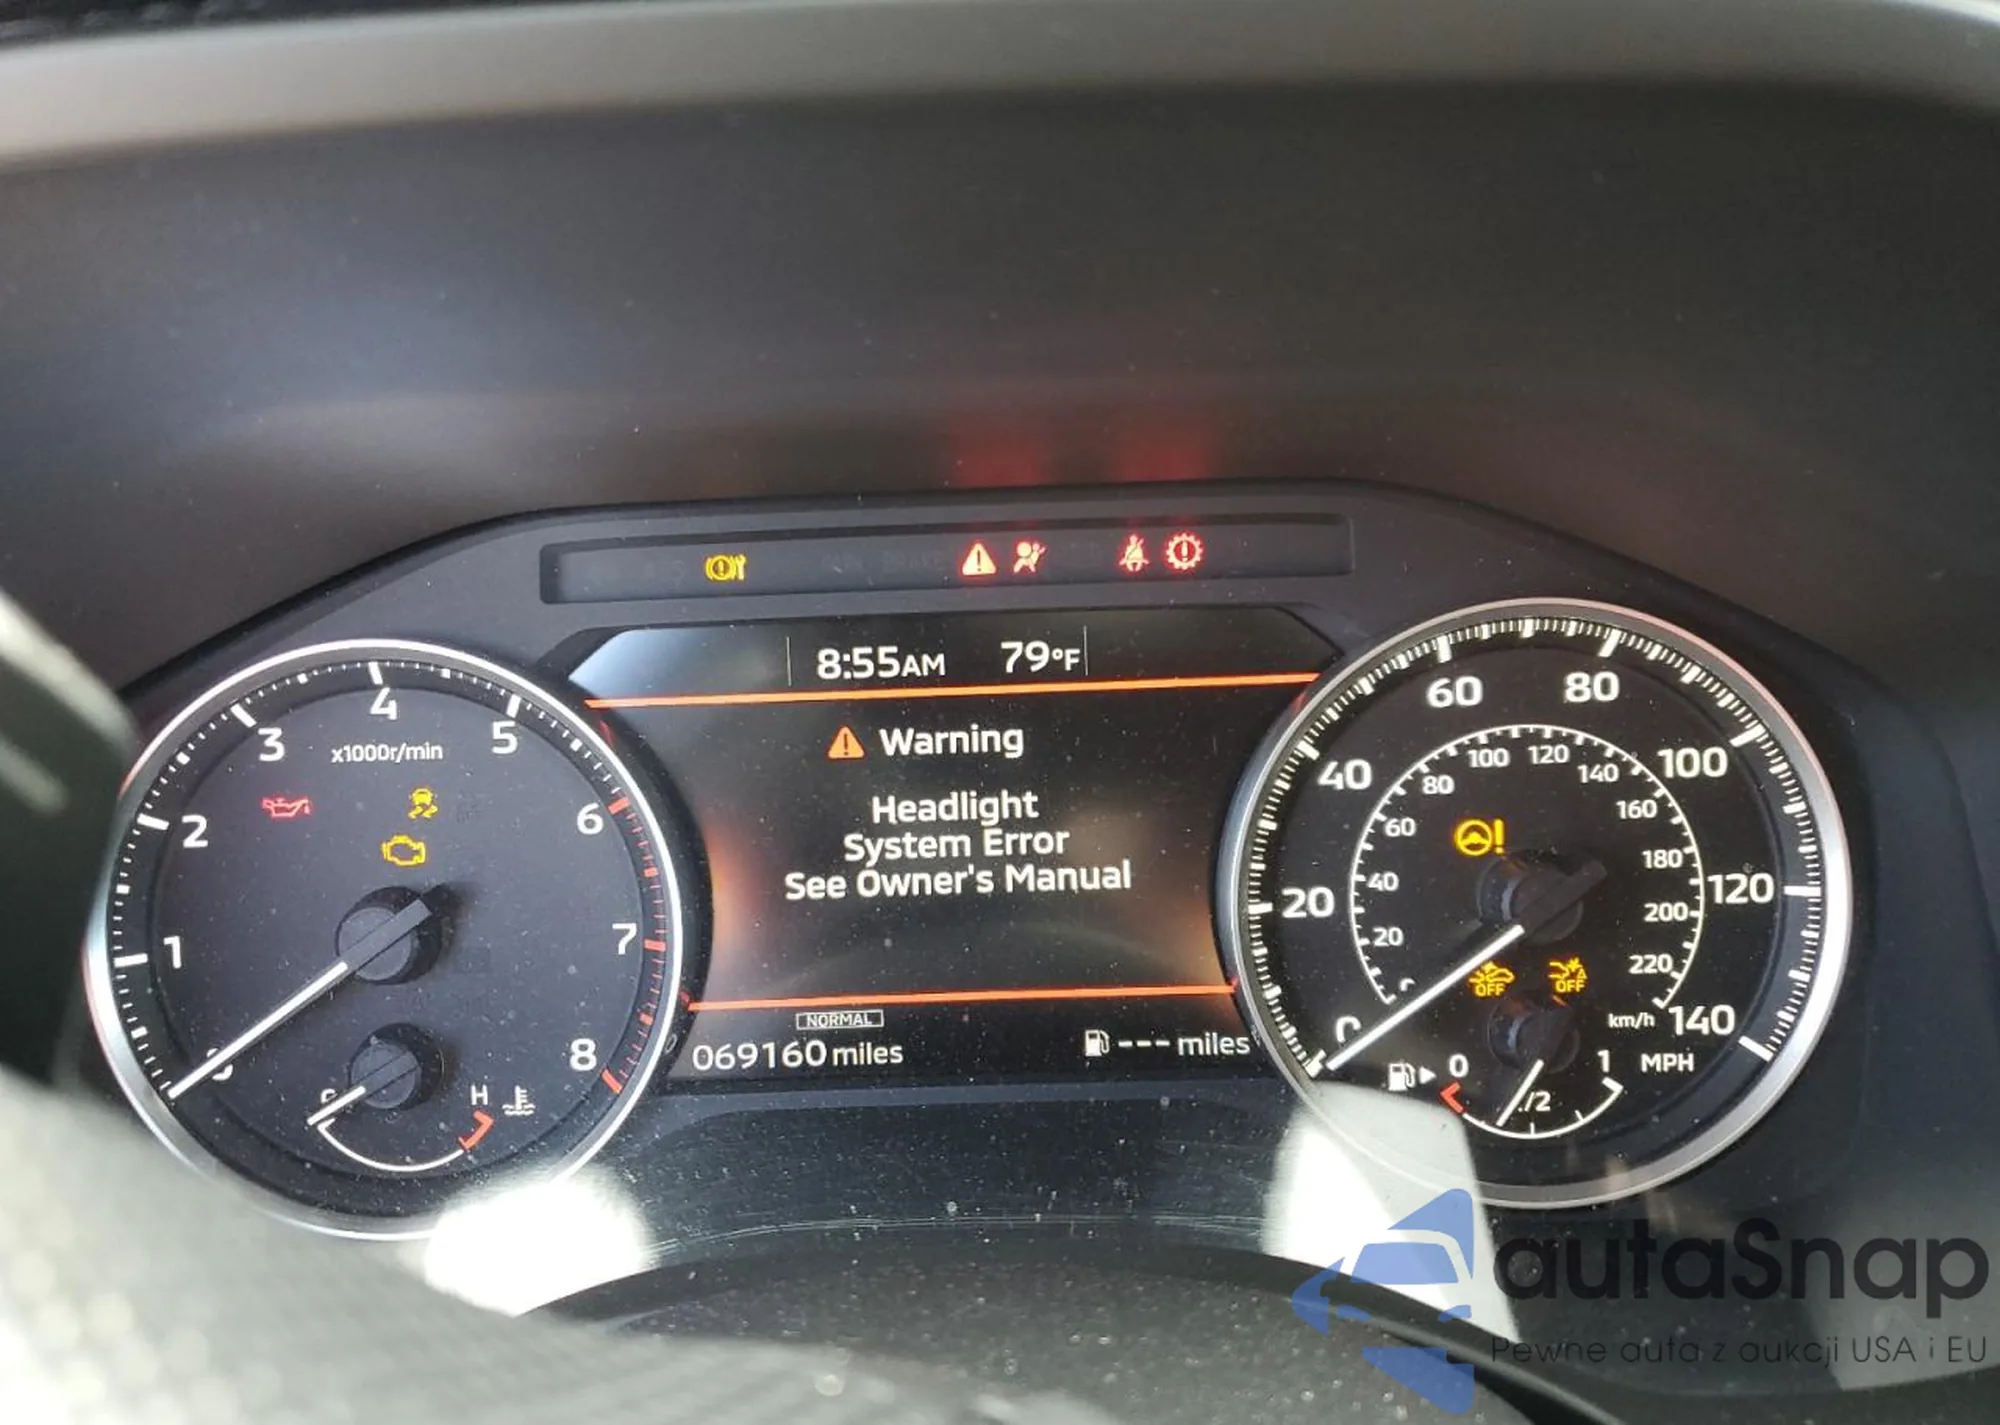 8:55AM 79°F
Warning
Headlight
System Error
See Owner's Manual
NORMAL
069160 miles
--- miles
x1000r/min
1
2
3
4
5
6
7
8
H
20
40
60
80
100
120
140
MPH
20
40
60
80
100
120
140
160
180
200
220
km/h
OFF
OFF
0
1/2
1
autaSnap
Pewne auta z aukcji USA i EU